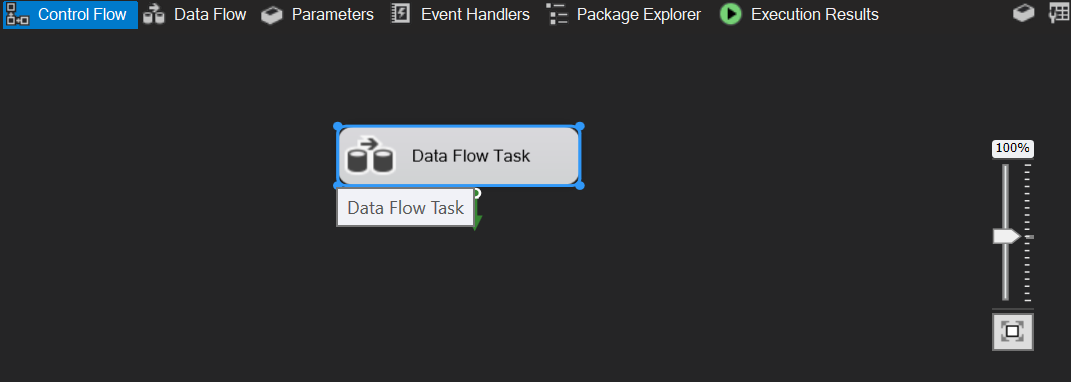 Control Flow
Data Flow
Parameters
Event Handlers
Package Explorer
Execution Results
Data Flow Task
Data Flow Task
100%